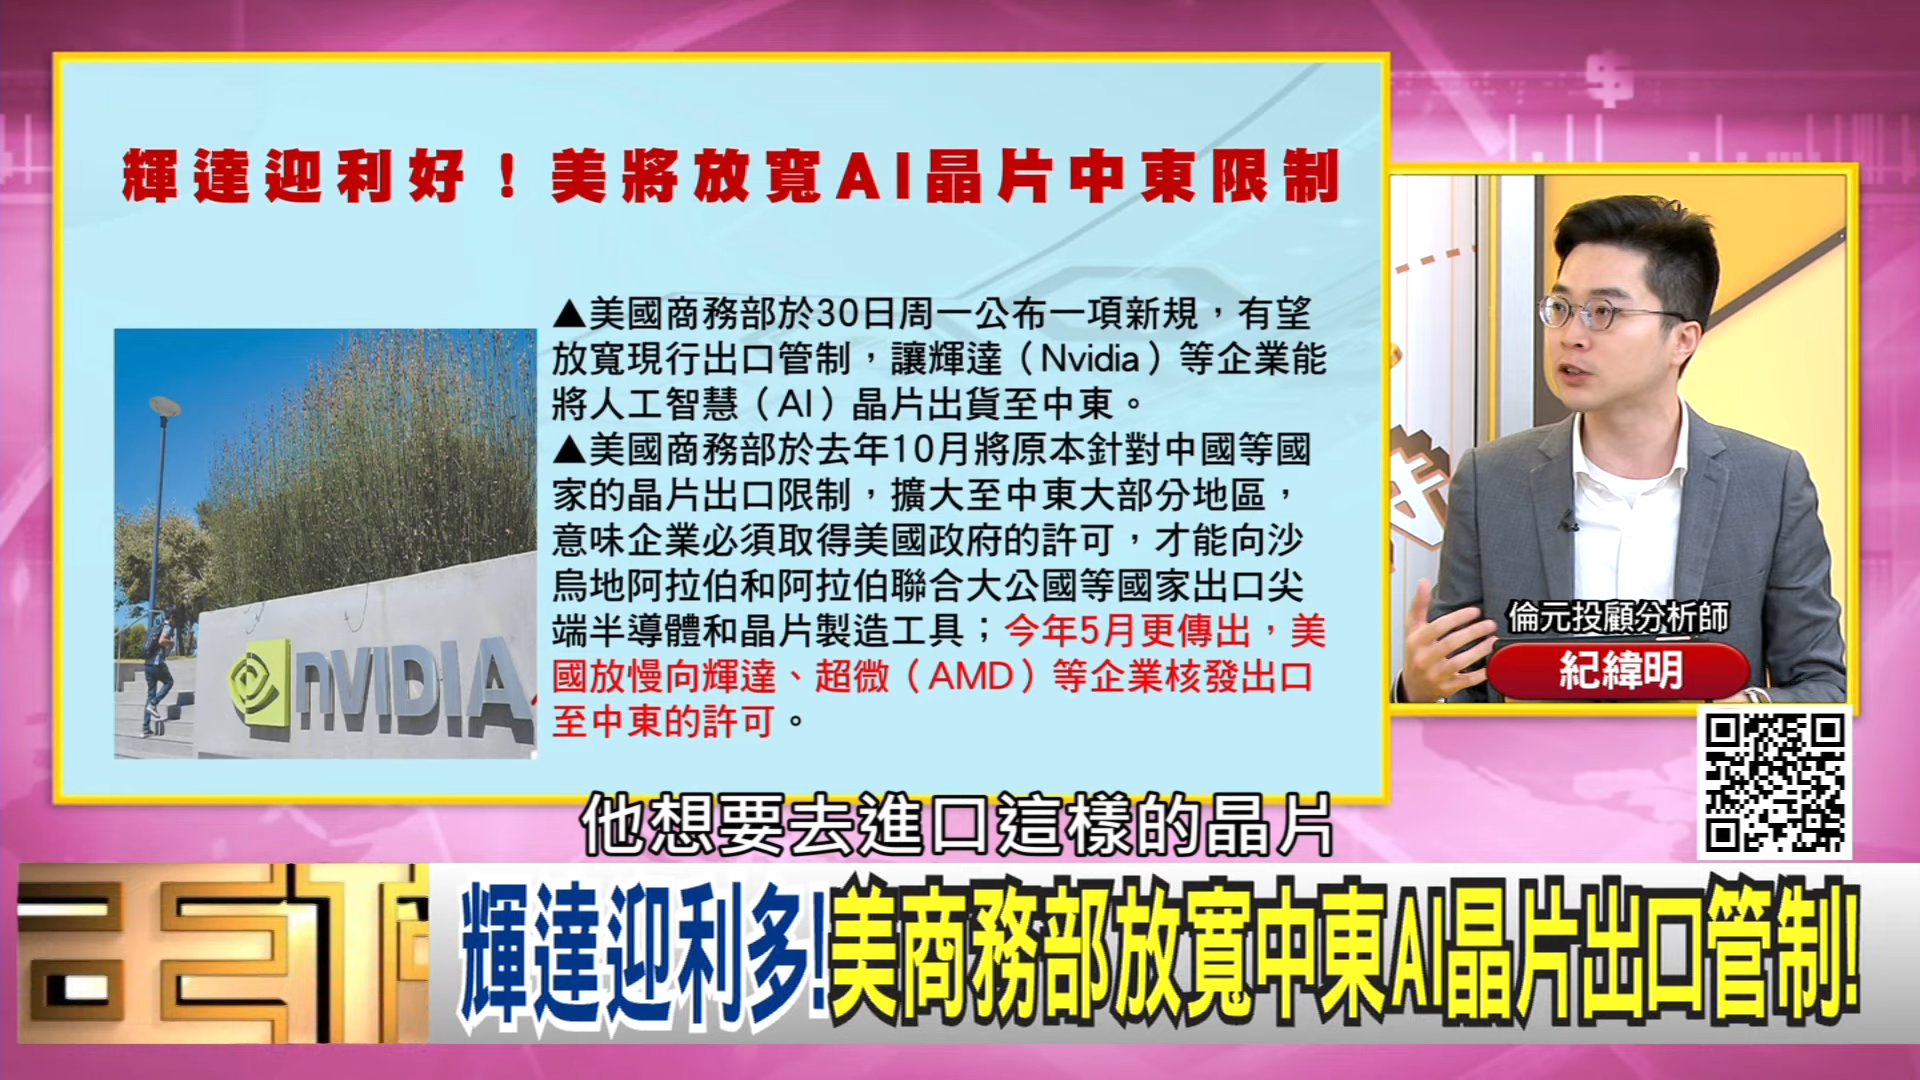 輝達迎利好！美將放寬AI晶片中東限制
▲美國商務部於30日周一公布一項新規，有望
放寬現行出口管制，讓輝達（Nvidia）等企業能
將人工智慧（AI）晶片出貨至中東。
▲美國商務部於去年10月將原本針對中國等國
家的晶片出口限制，擴大至中東大部分地區，
意味企業必須取得美國政府的許可，才能向沙
烏地阿拉伯和阿拉伯聯合大公國等國家出口尖
端半導體和晶片製造工具；今年5月更傳出，美
國放慢向輝達、超微（AMD）等企業核發出口
至中東的許可。
NVIDIA
倫元投顧分析師
紀緯明
他想要去進口這樣的晶片
輝達迎利多!美商務部放寬中東AI晶片出口管制!